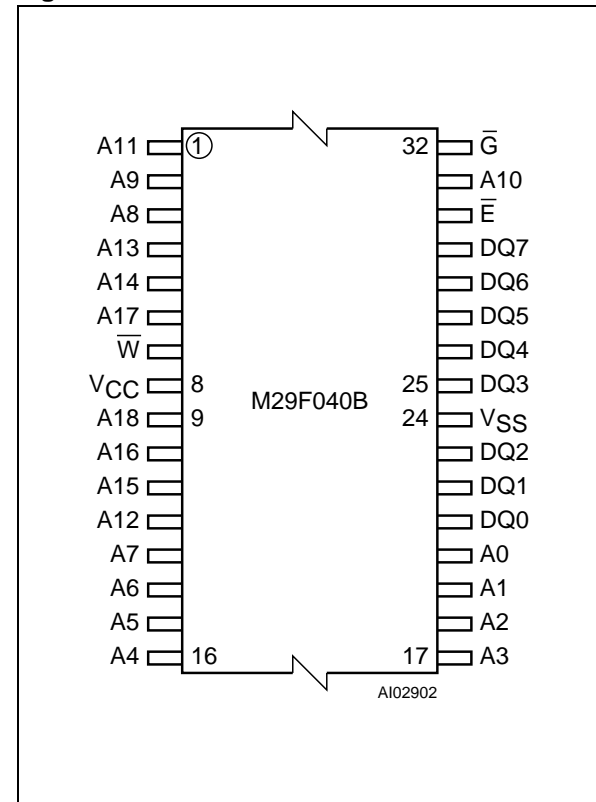 A11 1 32 G̅
A9 A10
A8 E̅
A13 DQ7
A14 DQ6
A17 DQ5
W̅ DQ4
VCC 8 25 DQ3
M29F040B
A18 9 24 VSS
A16 DQ2
A15 DQ1
A12 DQ0
A7 A0
A6 A1
A5 A2
A4 16 17 A3
AI02902